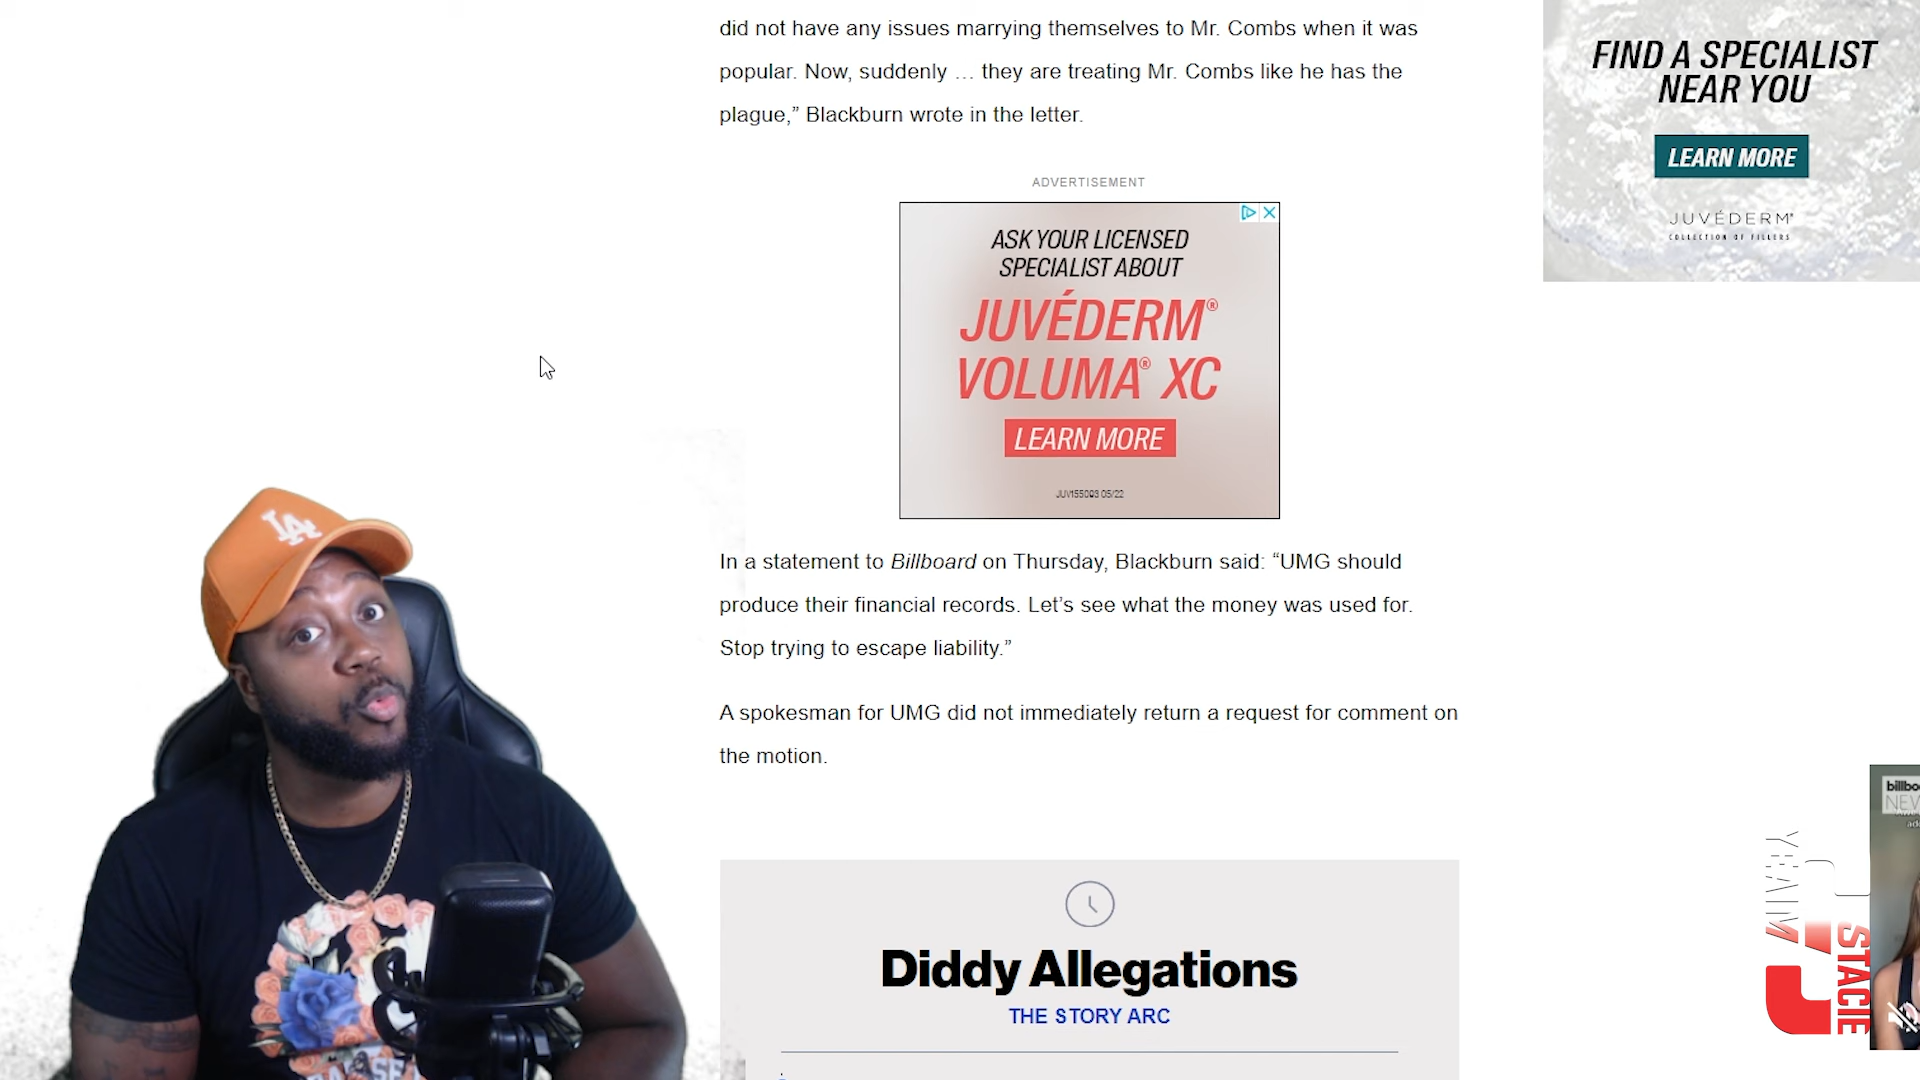 did not have any issues marrying themselves to Mr. Combs when it was
popular. Now, suddenly … they are treating Mr. Combs like he has the
plague,” Blackburn wrote in the letter.
ADVERTISEMENT
ASK YOUR LICENSED
SPECIALIST ABOUT
JUVÉDERM®
VOLUMA® XC
LEARN MORE
In a statement to Billboard on Thursday, Blackburn said: “UMG should
produce their financial records. Let’s see what the money was used for.
Stop trying to escape liability.”
A spokesman for UMG did not immediately return a request for comment on
the motion.
Diddy Allegations
THE STORY ARC
FIND A SPECIALIST
NEAR YOU
LEARN MORE
JUVÉDERM®
COLLECTION OF FILLERS
LA
YEAIM
STACIE